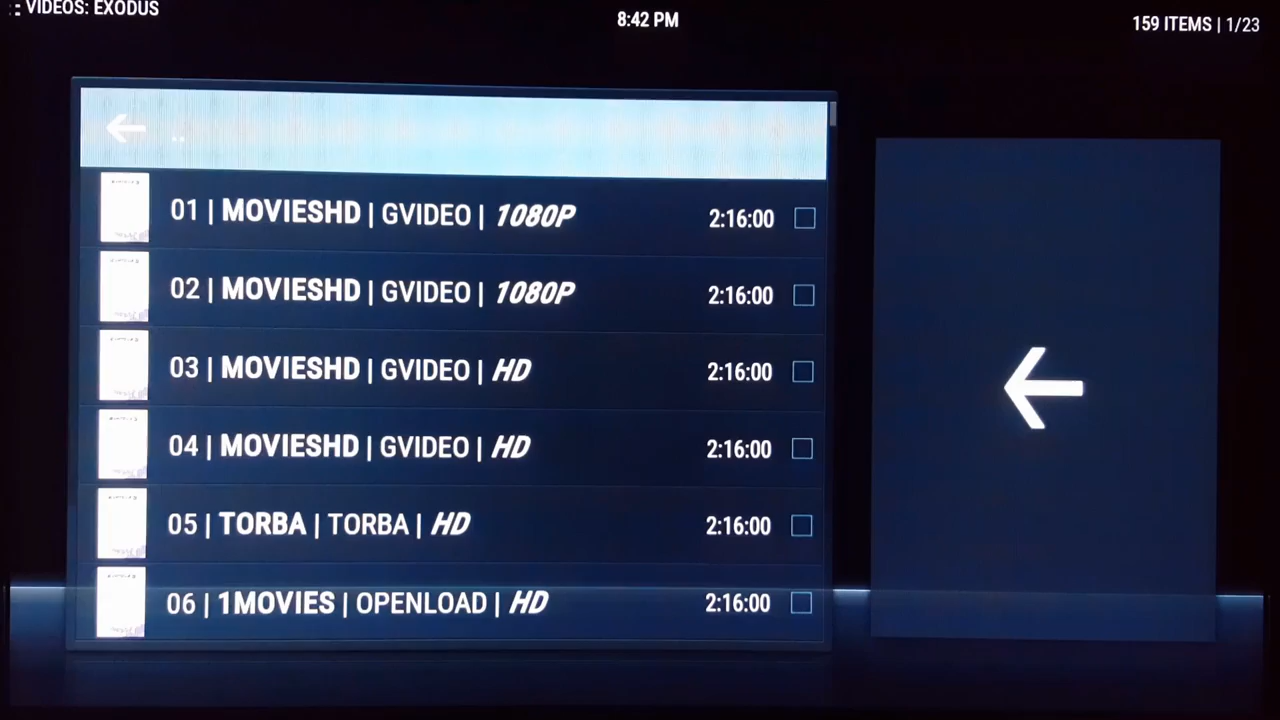 VIDEOS: EXODUS
8:42 PM
159 ITEMS | 1/23
..
01 | MOVIESHD | GVIDEO | 1080P 2:16:00
02 | MOVIESHD | GVIDEO | 1080P 2:16:00
03 | MOVIESHD | GVIDEO | HD 2:16:00
04 | MOVIESHD | GVIDEO | HD 2:16:00
05 | TORBA | TORBA | HD 2:16:00
06 | 1MOVIES | OPENLOAD | HD 2:16:00